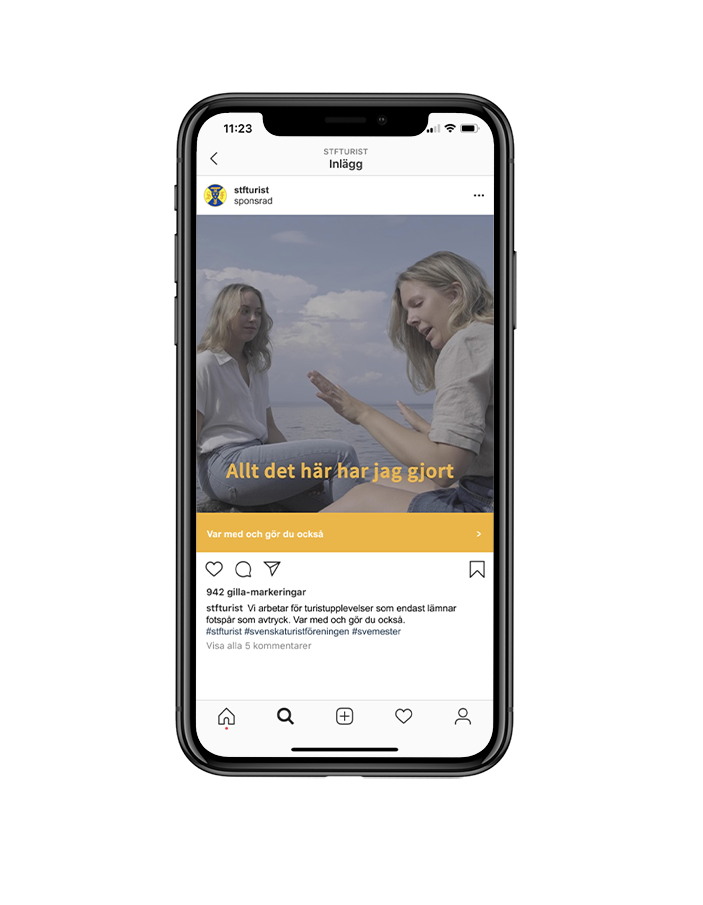 11:23
STFTURIST
Inlägg
stfturist
sponsrad
Allt det här har jag gjort
Var med och gör du också
942 gilla-markeringar
stfturist Vi arbetar för turistupplevelser som endast lämnar
fotspår som avtryck. Var med och gör du också.
#stfturist #svenskaturistföreningen #svemester
Visa alla 5 kommentarer